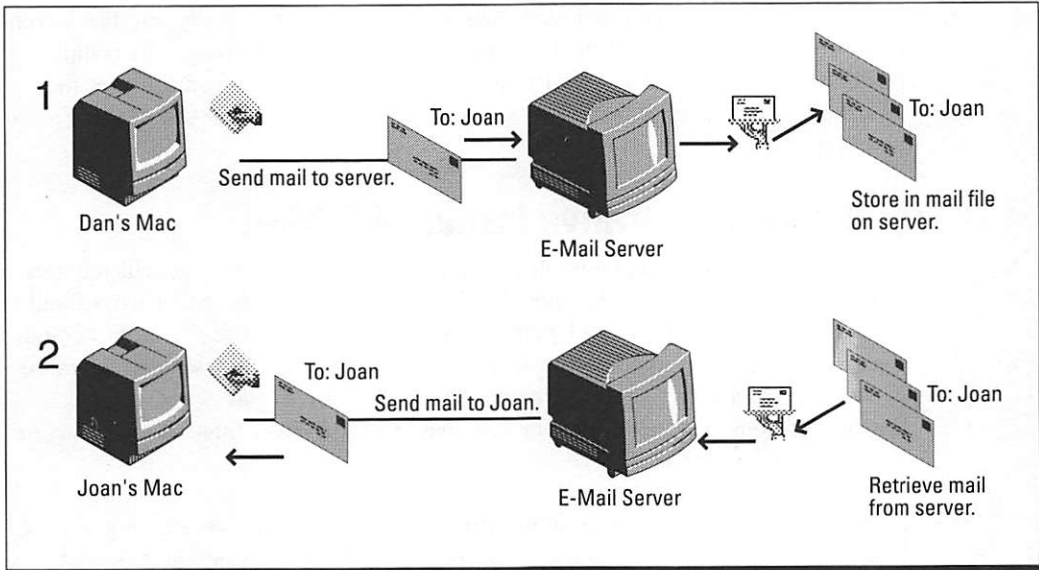 1
To: Joan
To: Joan
Send mail to server.
Store in mail file
on server.
Dan's Mac
E-Mail Server
2
To: Joan
To: Joan
Send mail to Joan.
Joan's Mac
E-Mail Server
Retrieve mail
from server.